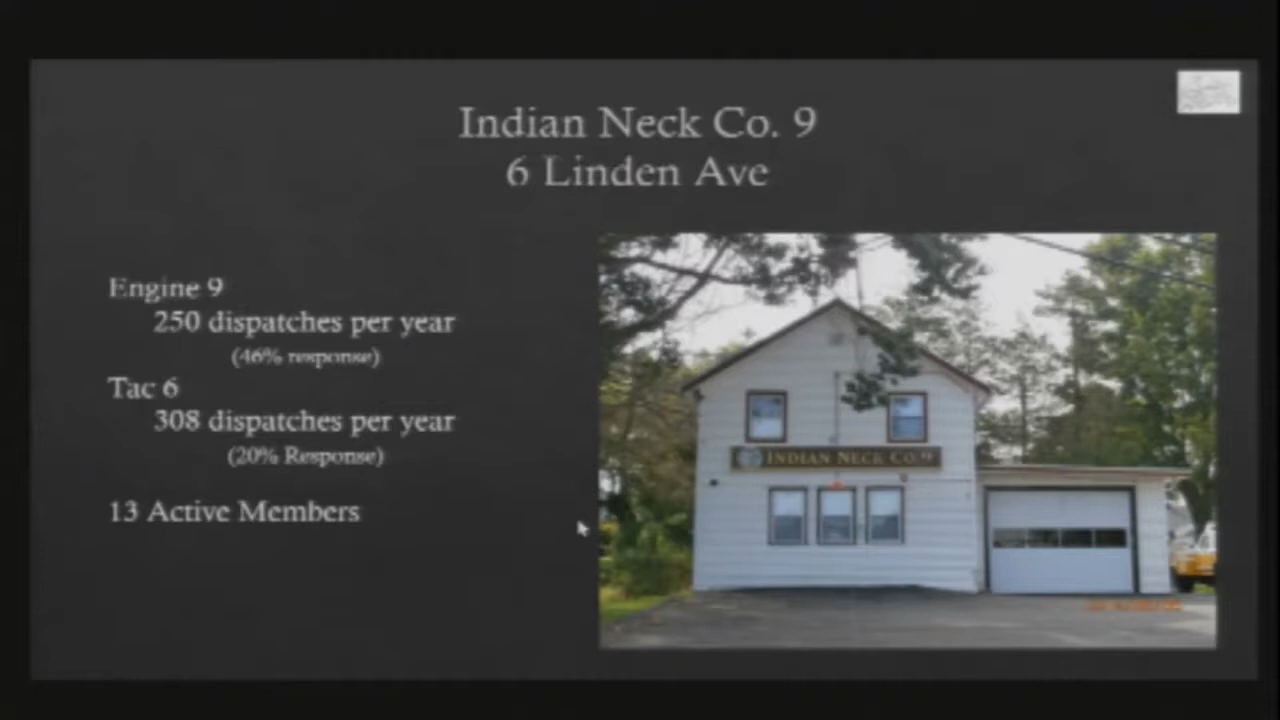 Indian Neck Co. 9
6 Linden Ave
Engine 9
250 dispatches per year
(46% response)
Tac 6
308 dispatches per year
(20% Response)
13 Active Members
INDIAN NECK CO. 9